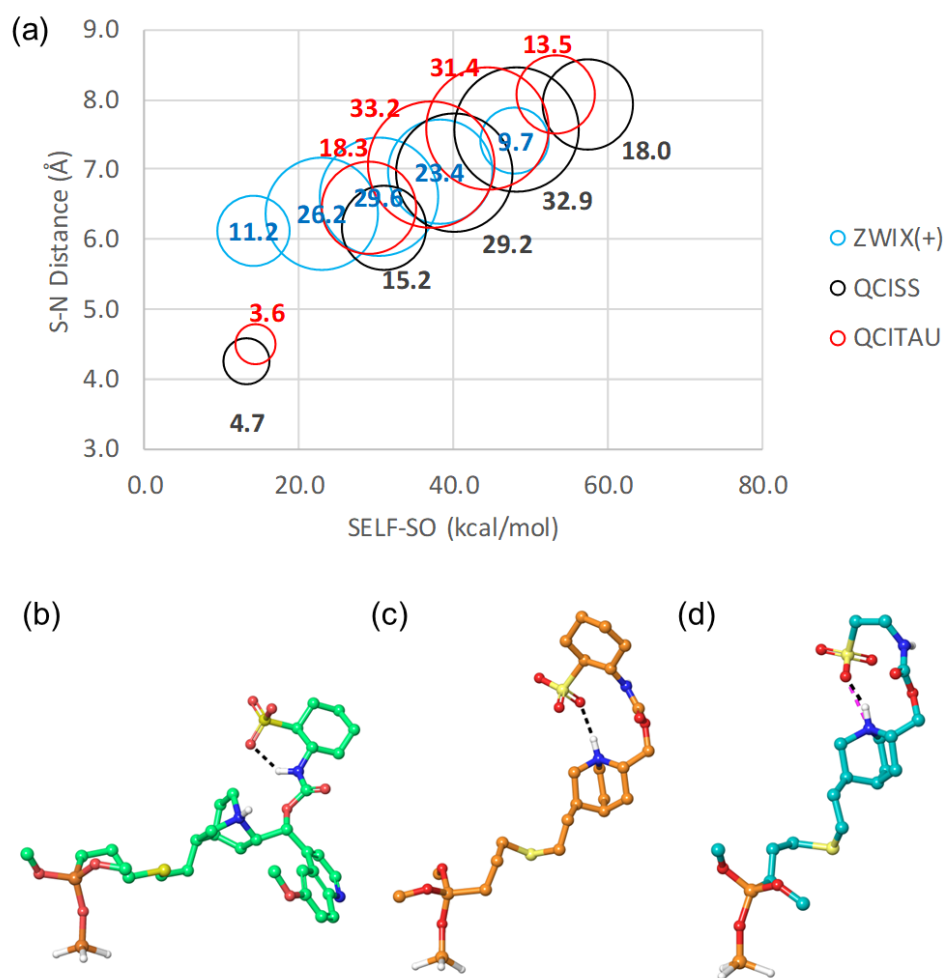 (a)
9.0
8.0
7.0
6.0
5.0
4.0
3.0
S-N Distance (Å)
13.5
31.4
33.2
18.0
18.3
9.7
23.4
32.9
29.6
26.2
11.2
29.2
15.2
3.6
4.7
0.0 20.0 40.0 60.0 80.0
SELF-SO (kcal/mol)
ZWIX(+)
QCISS
QCITAU
(b)
(c)
(d)